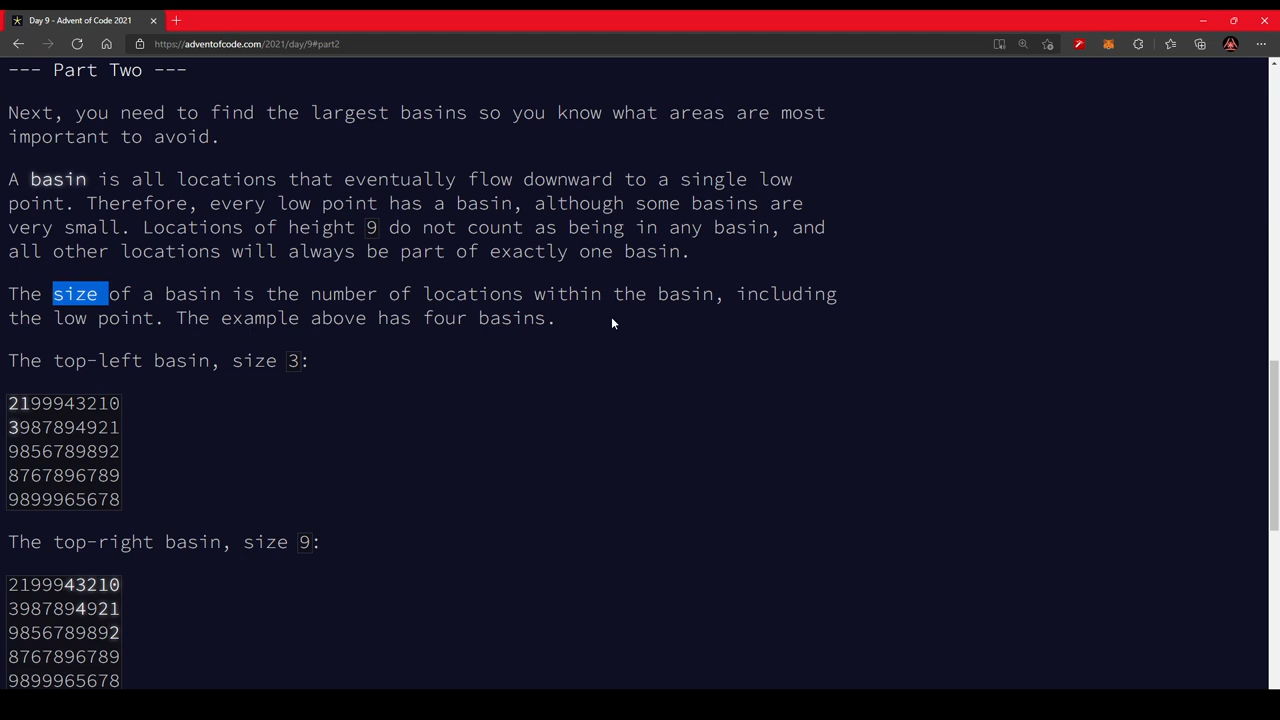 Day 9 - Advent of Code 2021
https://adventofcode.com/2021/day/9#part2
--- Part Two ---
Next, you need to find the largest basins so you know what areas are most
important to avoid.
A basin is all locations that eventually flow downward to a single low
point. Therefore, every low point has a basin, although some basins are
very small. Locations of height 9 do not count as being in any basin, and
all other locations will always be part of exactly one basin.
The size of a basin is the number of locations within the basin, including
the low point. The example above has four basins.
The top-left basin, size 3:
2199943210
3987894921
9856789892
8767896789
9899965678
The top-right basin, size 9:
2199943210
3987894921
9856789892
8767896789
9899965678